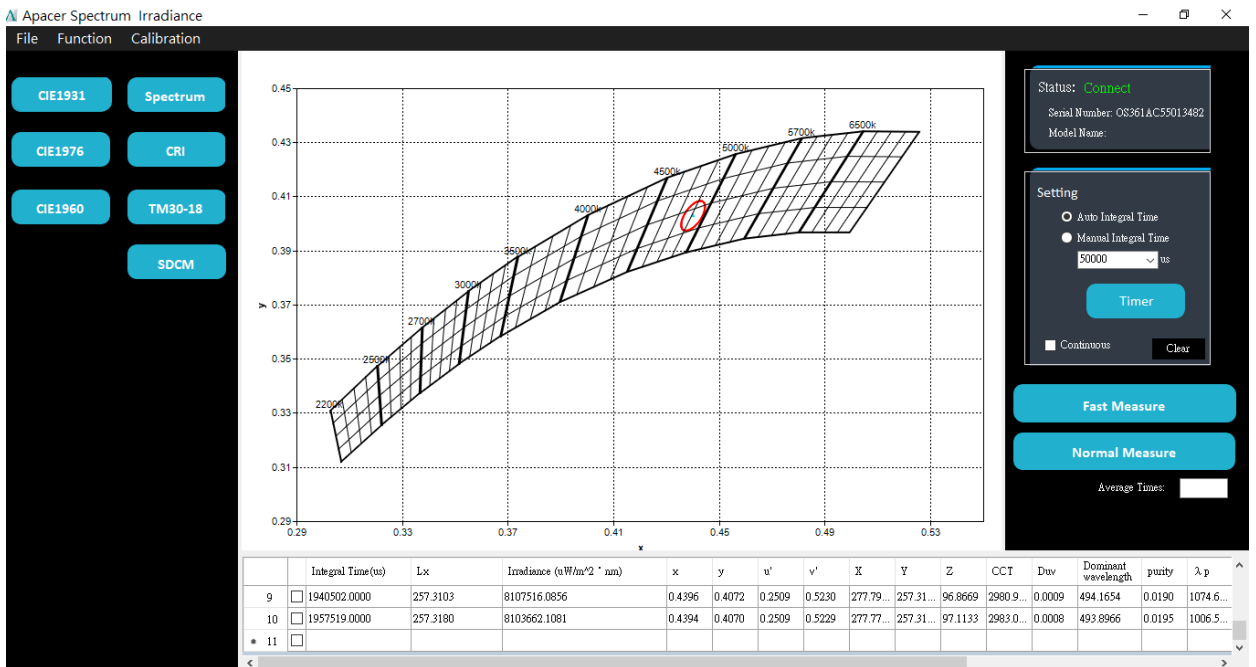 Apacer Spectrum Irradiance
File Function Calibration
CIE1931 Spectrum
CIE1976 CRI
CIE1960 TM30-18
SDCM
0.45
0.43
0.41
0.39
0.37
0.35
0.33
0.31
0.29
y
2200k
2500k
2700k
3000k
3500k
4000k
4500k
5000k
5700k
6500k
0.29 0.33 0.37 0.41 0.45 0.49 0.53
x
Status: Connect
Serial Number: OS361AC55013482
Model Name:
Setting
Auto Integral Time
Manual Integral Time
50000 us
Timer
Continuous Clear
Fast Measure
Normal Measure
Average Times:
Integral Time(us) Lx Irradiance (uW/m^2 * nm) x y u' v' X Y Z CCT Duv Dominant wavelength purity λ p
9 1940502.0000 257.3103 8107516.0856 0.4396 0.4072 0.2509 0.5230 277.79... 257.31... 96.8669 2980.9... 0.0009 494.1654 0.0190 1074.6...
10 1957519.0000 257.3180 8103662.1081 0.4394 0.4070 0.2509 0.5229 277.77... 257.31... 97.1133 2983.0... 0.0008 493.8966 0.0195 1006.5...
* 11